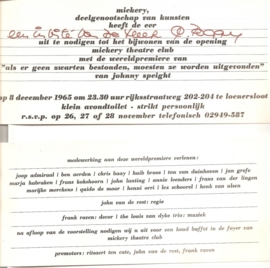 mickery,
deelgenootschap van kunsten
heeft de eer
uit te nodigen tot het bijwonen van de opening
mickery theatre club
met de wereldpremiere van
"als er geen zwarten bestonden, moesten ze worden uitgevonden"
van johnny speight
op 8 december 1965 om 23.30 uur rijksstraatweg 202-204 te loenersloot
klein avondtoilet - strikt persoonlijk
r.s.v.p. op 26, 27 of 28 november telefonisch 02949-587
medewerking aan deze wereldpremiere verlenen:
joop admiraal | ben aerden | chris baay | huib broos | ton van duinhoven | jan grefe
marja habraken | frans kokshoorn | john lanting | annie leenders | frans van der lingen
marijke merckens | guido de moor | henri orri | lex schoorel | henk van ulsen
john van de rest: regie
frank raven: decor | the louis van dyke trio: muziek
na afloop van de voorstelling nodigen wij u uit voor een koud buffet in de foyer van
mickery theatre club
promotors: ritsaert ten cate, john van de rest, frank raven